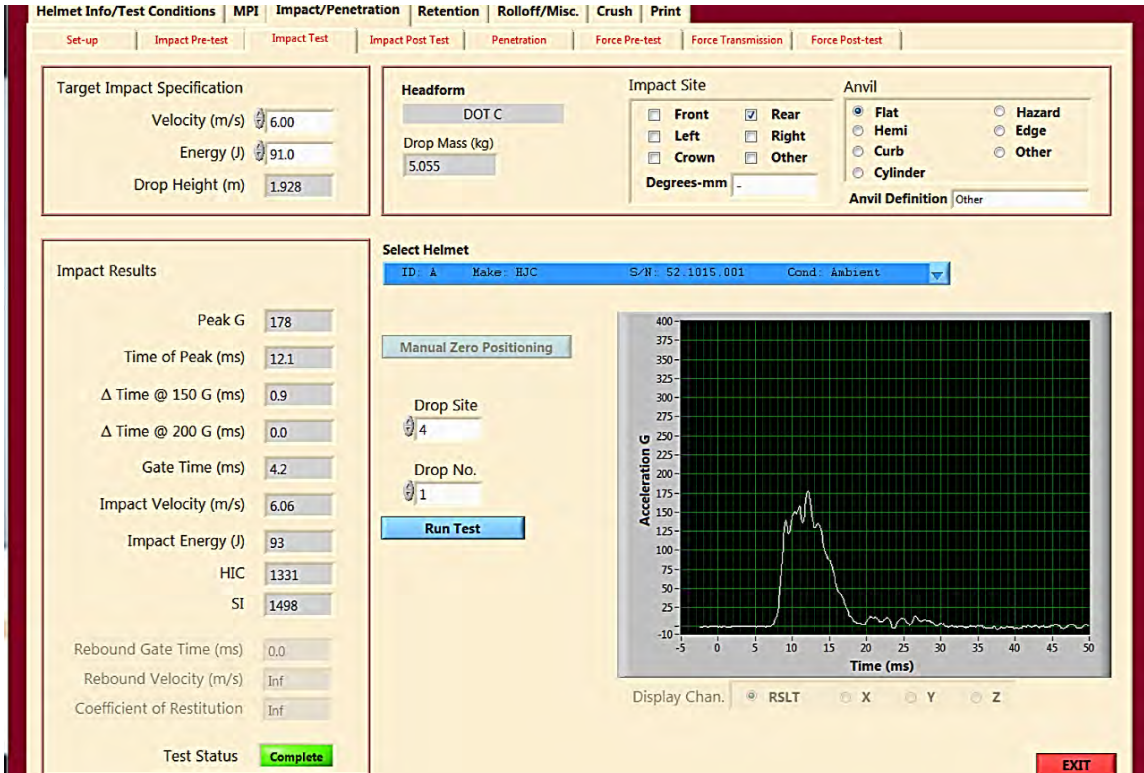 Helmet Info/Test Conditions MPI Impact/Penetration Retention Rolloff/Misc. Crush Print
Set-up Impact Pre-test Impact Test Impact Post Test Penetration Force Pre-test Force Transmission Force Post-test
Target Impact Specification
Velocity (m/s) 6.00
Energy (J) 91.0
Drop Height (m) 1.928
Headform
DOT C
Drop Mass (kg)
5.055
Impact Site
Front Rear
Left Right
Crown Other
Degrees-mm -
Anvil
Flat Hazard
Hemi Edge
Curb Other
Cylinder
Anvil Definition Other
Select Helmet
ID: A Make: HJC S/N: 52.1015.001 Cond: Ambient
Impact Results
Peak G 178
Time of Peak (ms) 12.1
Δ Time @ 150 G (ms) 0.9
Δ Time @ 200 G (ms) 0.0
Gate Time (ms) 4.2
Impact Velocity (m/s) 6.06
Impact Energy (J) 93
HIC 1331
SI 1498
Rebound Gate Time (ms) 0.0
Rebound Velocity (m/s) Inf
Coefficient of Restitution Inf
Test Status Complete
Manual Zero Positioning
Drop Site
4
Drop No.
1
Run Test
Acceleration G
400
375
350
325
300
275
250
225
200
175
150
125
100
75
50
25
-10
-5 0 5 10 15 20 25 30 35 40 45 50
Time (ms)
Display Chan. RSLT X Y Z
EXIT